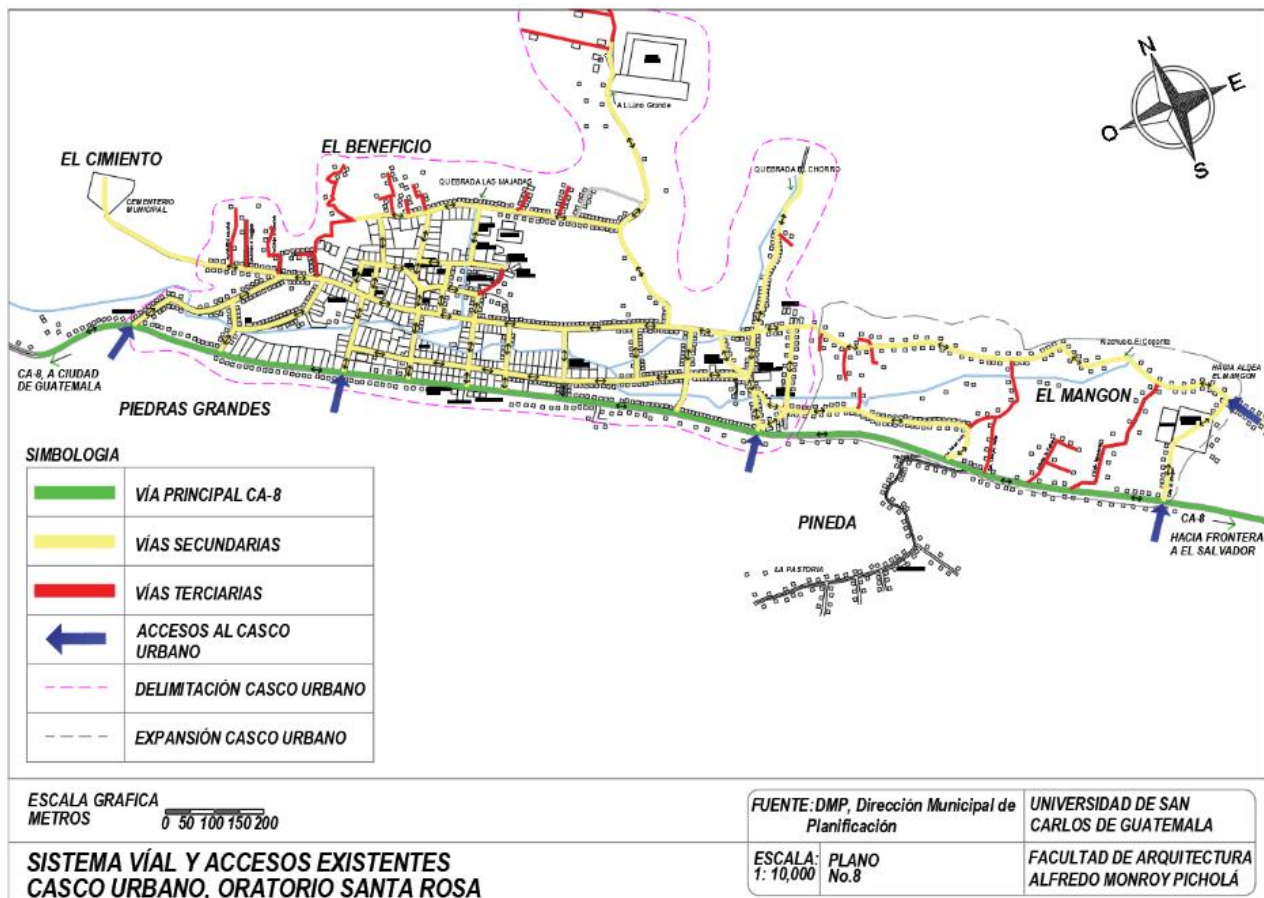 N
E
O
S
EL CIMIENTO
CEMENTERIO
MUNICIPAL
EL BENEFICIO
QUEBRADA LAS MAJADAS
A Llano Grande
QUEBRADA EL CHORRO
CA-8, A CIUDAD
DE GUATEMALA
PIEDRAS GRANDES
Riachuelo El Copante
HACIA ALDEA
EL MANGON
EL MANGON
PINEDA
LA PASTORIA
CA-8
HACIA FRONTERA
A EL SALVADOR
SIMBOLOGIA
VÍA PRINCIPAL CA-8
VÍAS SECUNDARIAS
VÍAS TERCIARIAS
ACCESOS AL CASCO
URBANO
DELIMITACIÓN CASCO URBANO
EXPANSIÓN CASCO URBANO
ESCALA GRAFICA
METROS
0 50 100 150 200
SISTEMA VÍAL Y ACCESOS EXISTENTES
CASCO URBANO, ORATORIO SANTA ROSA
FUENTE: DMP, Dirección Municipal de
Planificación
ESCALA:
1: 10,000
PLANO
No.8
UNIVERSIDAD DE SAN
CARLOS DE GUATEMALA
FACULTAD DE ARQUITECTURA
ALFREDO MONROY PICHOLÁ